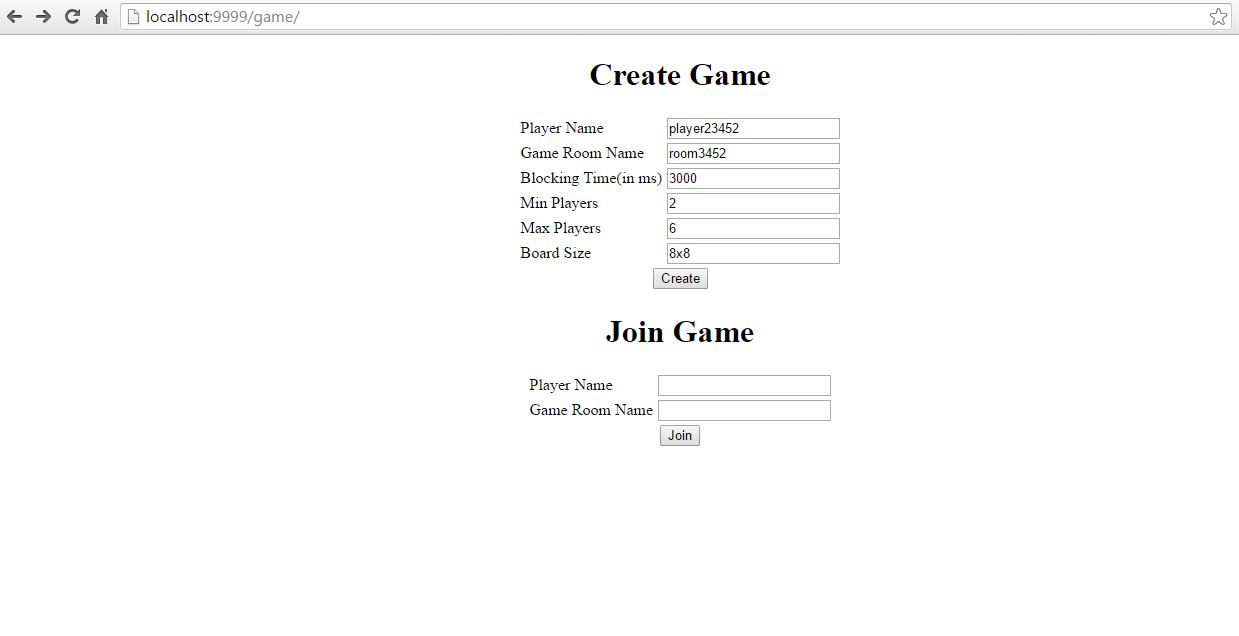 localhost:9999/game/
Create Game
Player Name player23452
Game Room Name room3452
Blocking Time(in ms) 3000
Min Players 2
Max Players 6
Board Size 8x8
Create
Join Game
Player Name
Game Room Name
Join